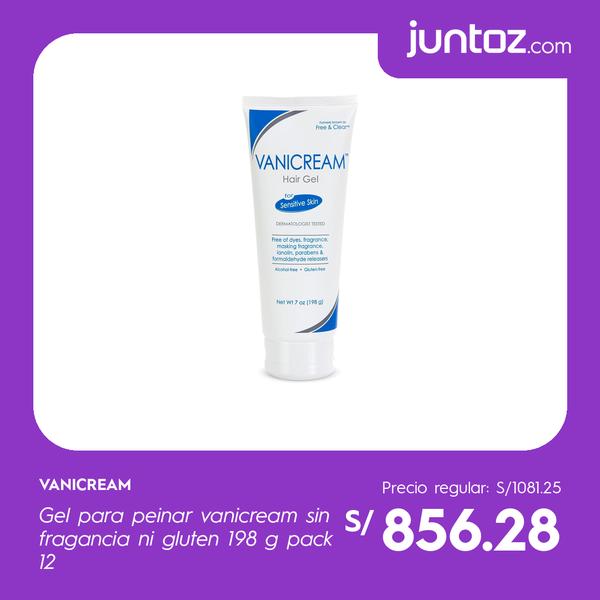 juntoz.com
Formerly known as
Free & Clear™
VANICREAM™
Hair Gel
for
Sensitive Skin
DERMATOLOGIST TESTED
Free of dyes, fragrance,
masking fragrance,
lanolin, parabens &
formaldehyde releasers
Alcohol-free • Gluten-free
Net Wt 7 oz (198 g)
VANICREAM
Precio regular: S/1081.25
Gel para peinar vanicream sin
fragancia ni gluten 198 g pack
12
S/ 856.28